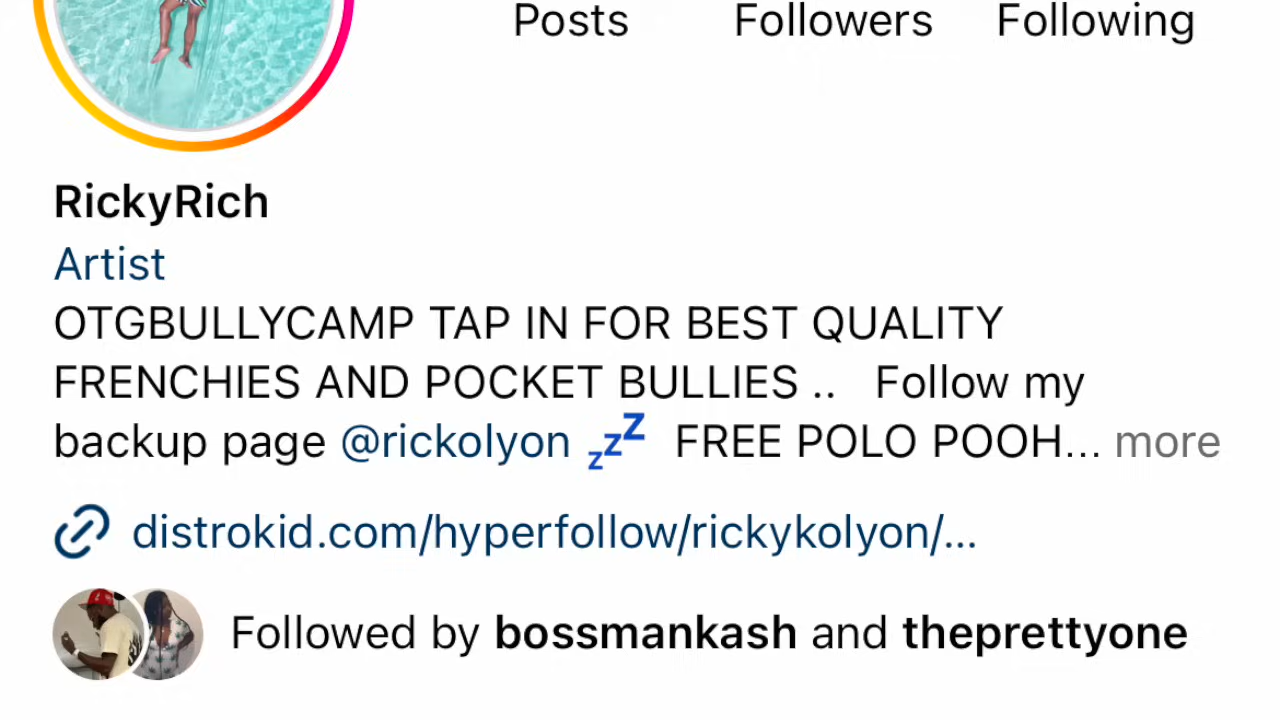 Posts Followers Following
RickyRich
Artist
OTGBULLYCAMP TAP IN FOR BEST QUALITY
FRENCHIES AND POCKET BULLIES .. Follow my
backup page @rickolyon 💤 FREE POLO POOH... more
distrokid.com/hyperfollow/rickykolyon/...
Followed by bossmankash and theprettyone